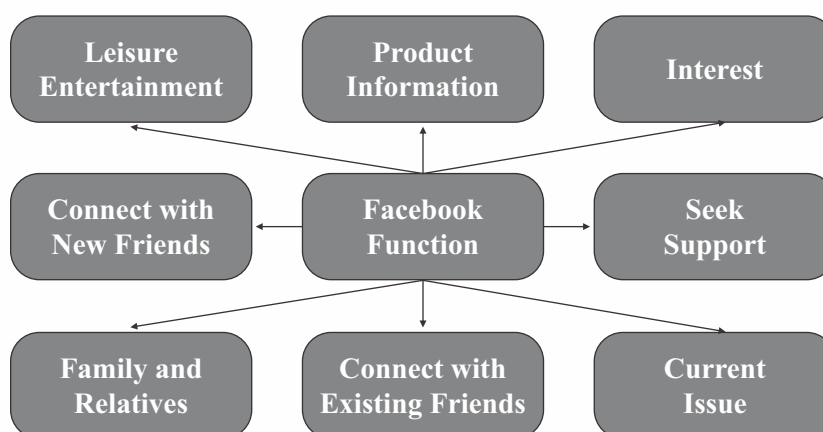 Leisure
Entertainment
Product
Information
Interest
Connect with
New Friends
Facebook
Function
Seek
Support
Family and
Relatives
Connect with
Existing Friends
Current
Issue